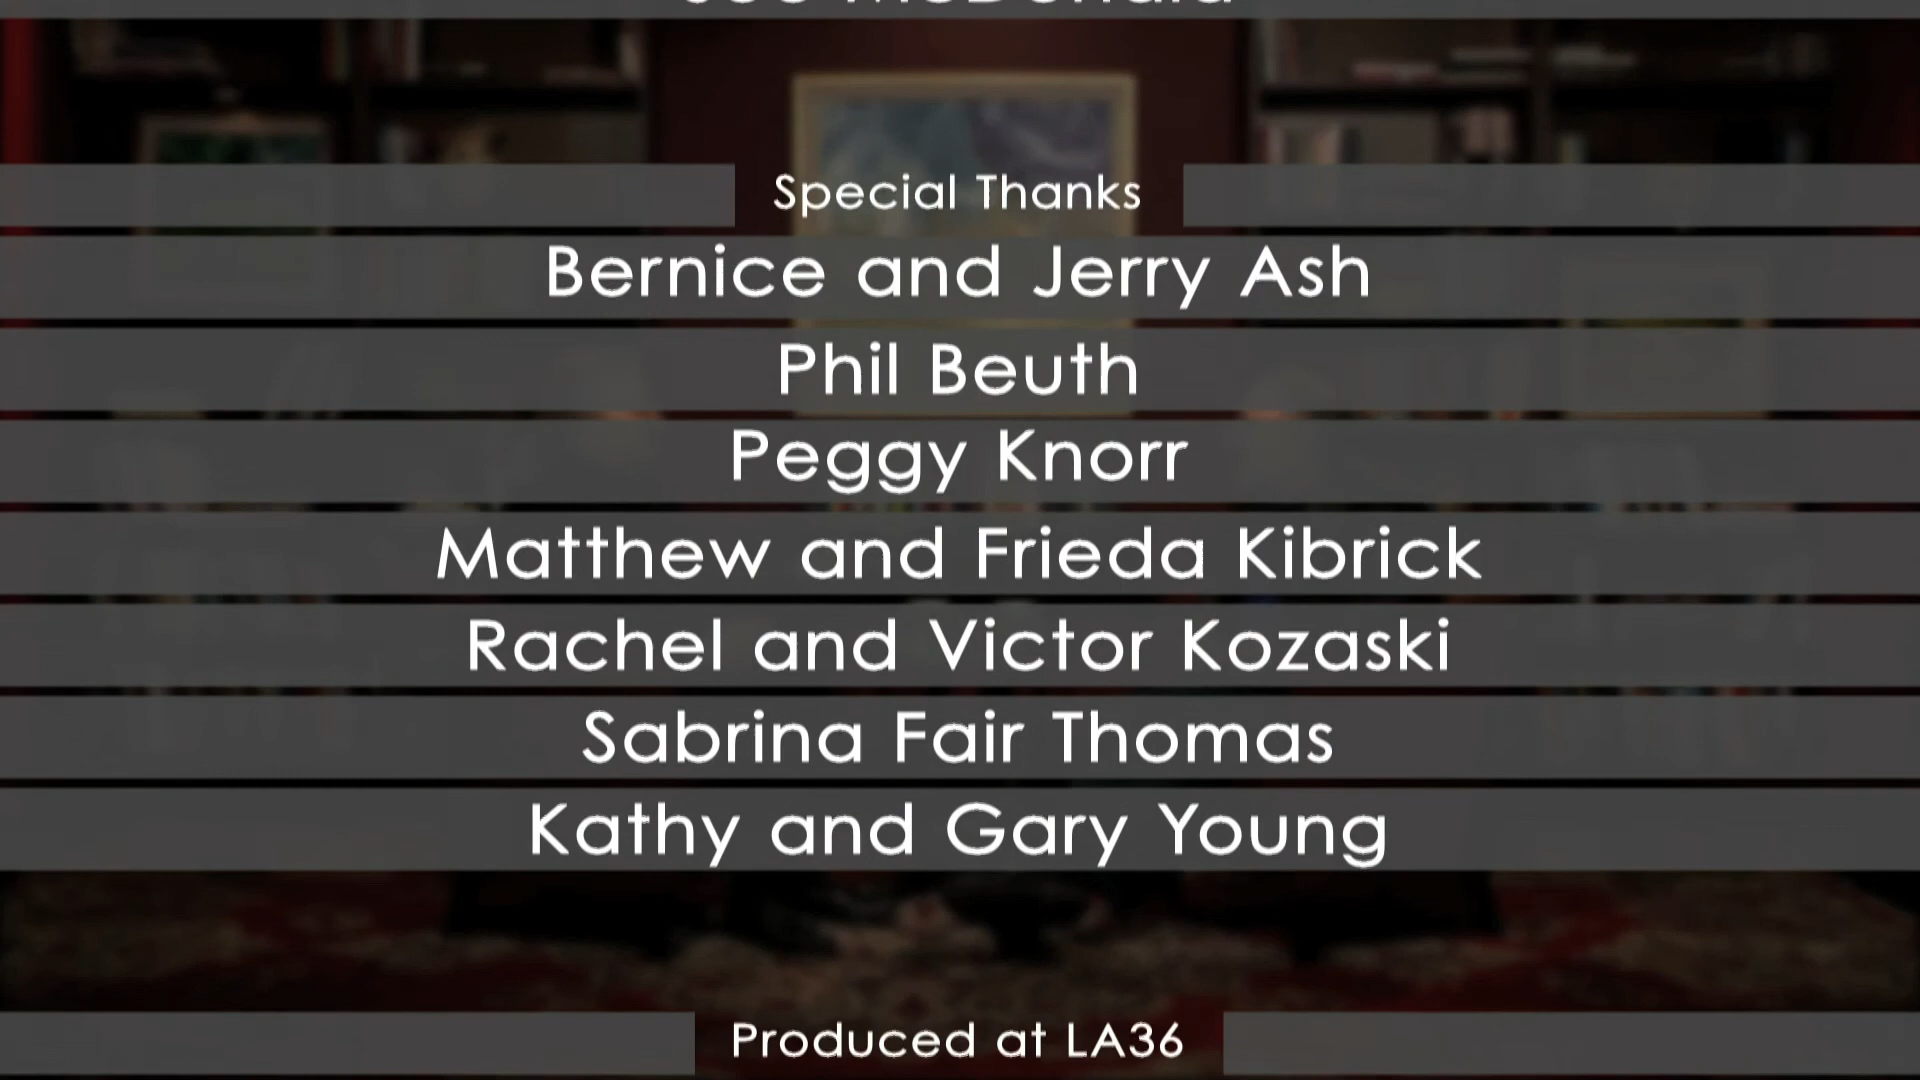 Special Thanks
Bernice and Jerry Ash
Phil Beuth
Peggy Knorr
Matthew and Frieda Kibrick
Rachel and Victor Kozaski
Sabrina Fair Thomas
Kathy and Gary Young
Produced at LA36